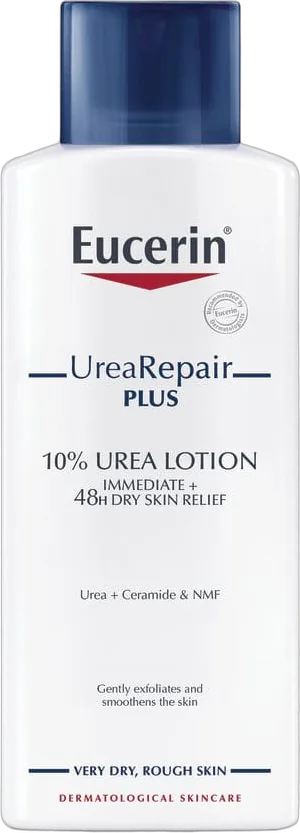 Eucerin®
Recommended by
Eucerin
Dermatologists
UreaRepair
PLUS
10% UREA LOTION
IMMEDIATE +
48H DRY SKIN RELIEF
Urea + Ceramide & NMF
Gently exfoliates and
smoothens the skin
VERY DRY, ROUGH SKIN
DERMATOLOGICAL SKINCARE